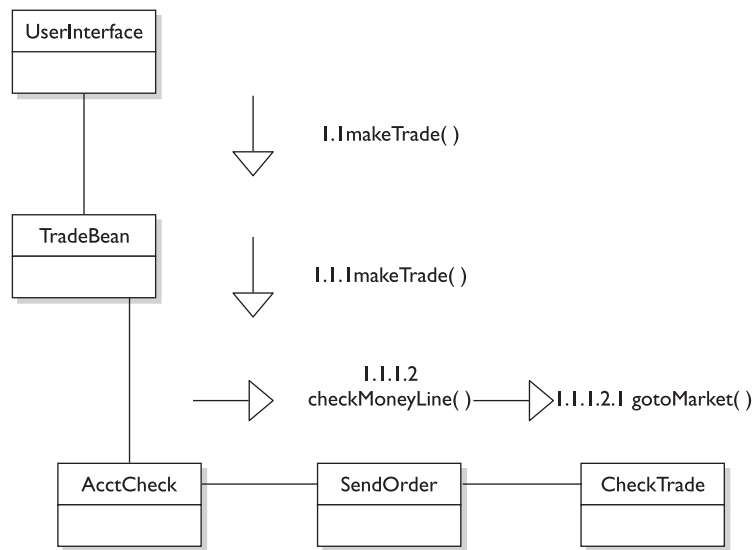 UserInterface
1.1makeTrade( )
TradeBean
1.1.1makeTrade( )
1.1.1.2
checkMoneyLine( )
1.1.1.2.1 gotoMarket( )
AcctCheck
SendOrder
CheckTrade